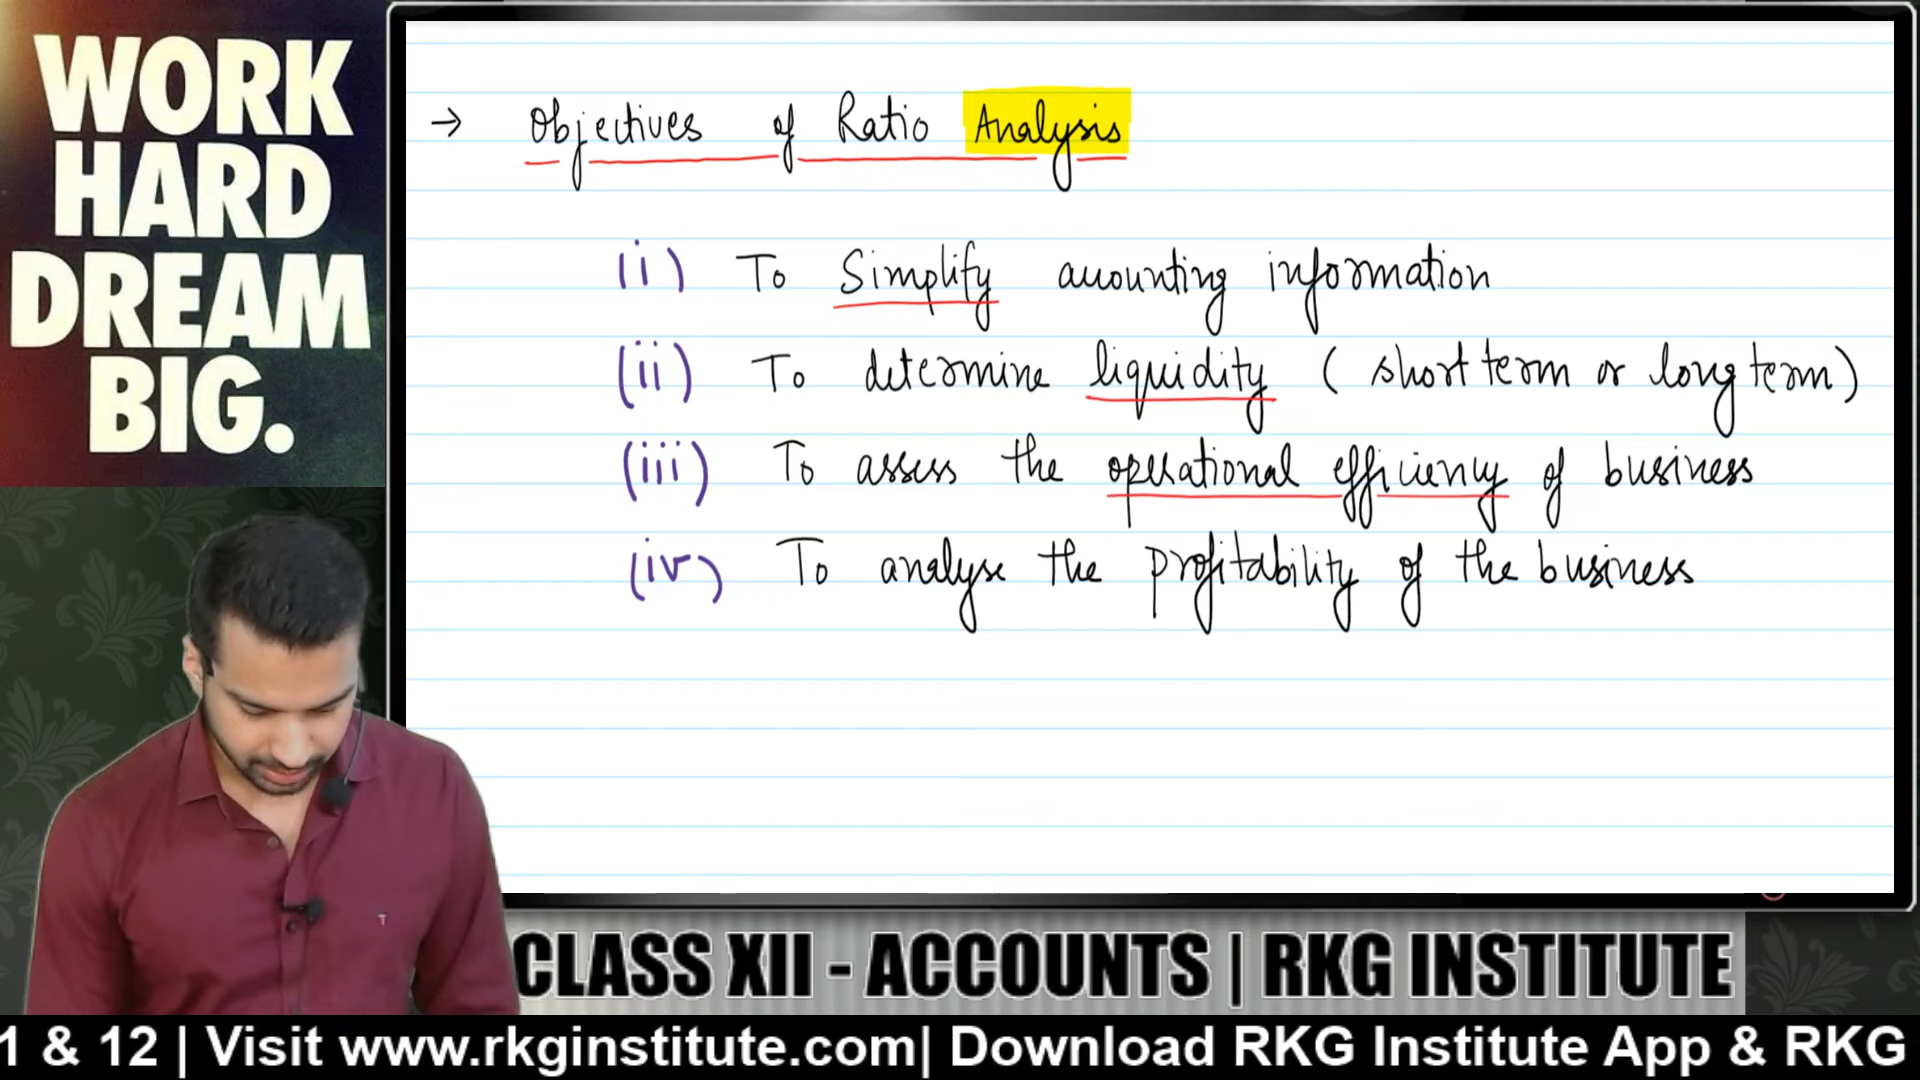 WORK
HARD
DREAM
BIG.
→ Objectives of Ratio Analysis
(i) To Simplify accounting information
(ii) To determine liquidity ( short term or long term )
(iii) To assess the operational efficiency of business
(iv) To analyse the profitability of the business
T
CLASS XII - ACCOUNTS | RKG INSTITUTE
1 & 12 | Visit www.rkginstitute.com| Download RKG Institute App & RKG